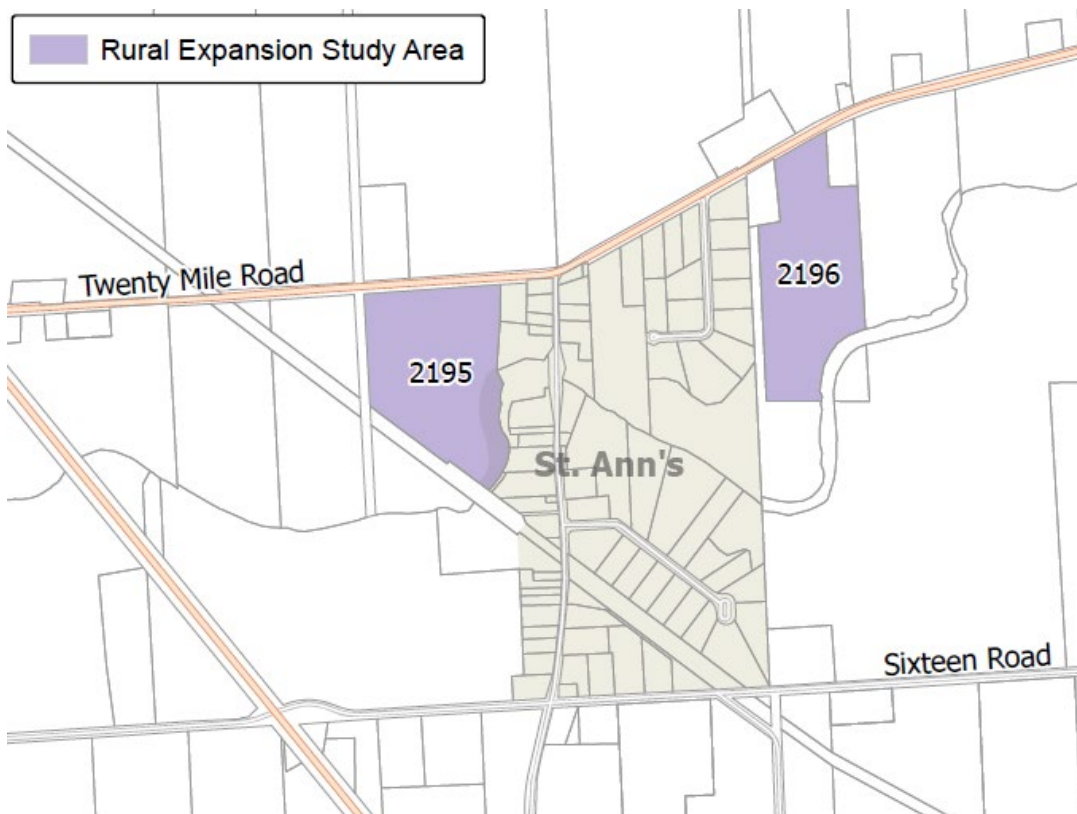 Rural Expansion Study Area
Twenty Mile Road
2196
2195
St. Ann's
Sixteen Road